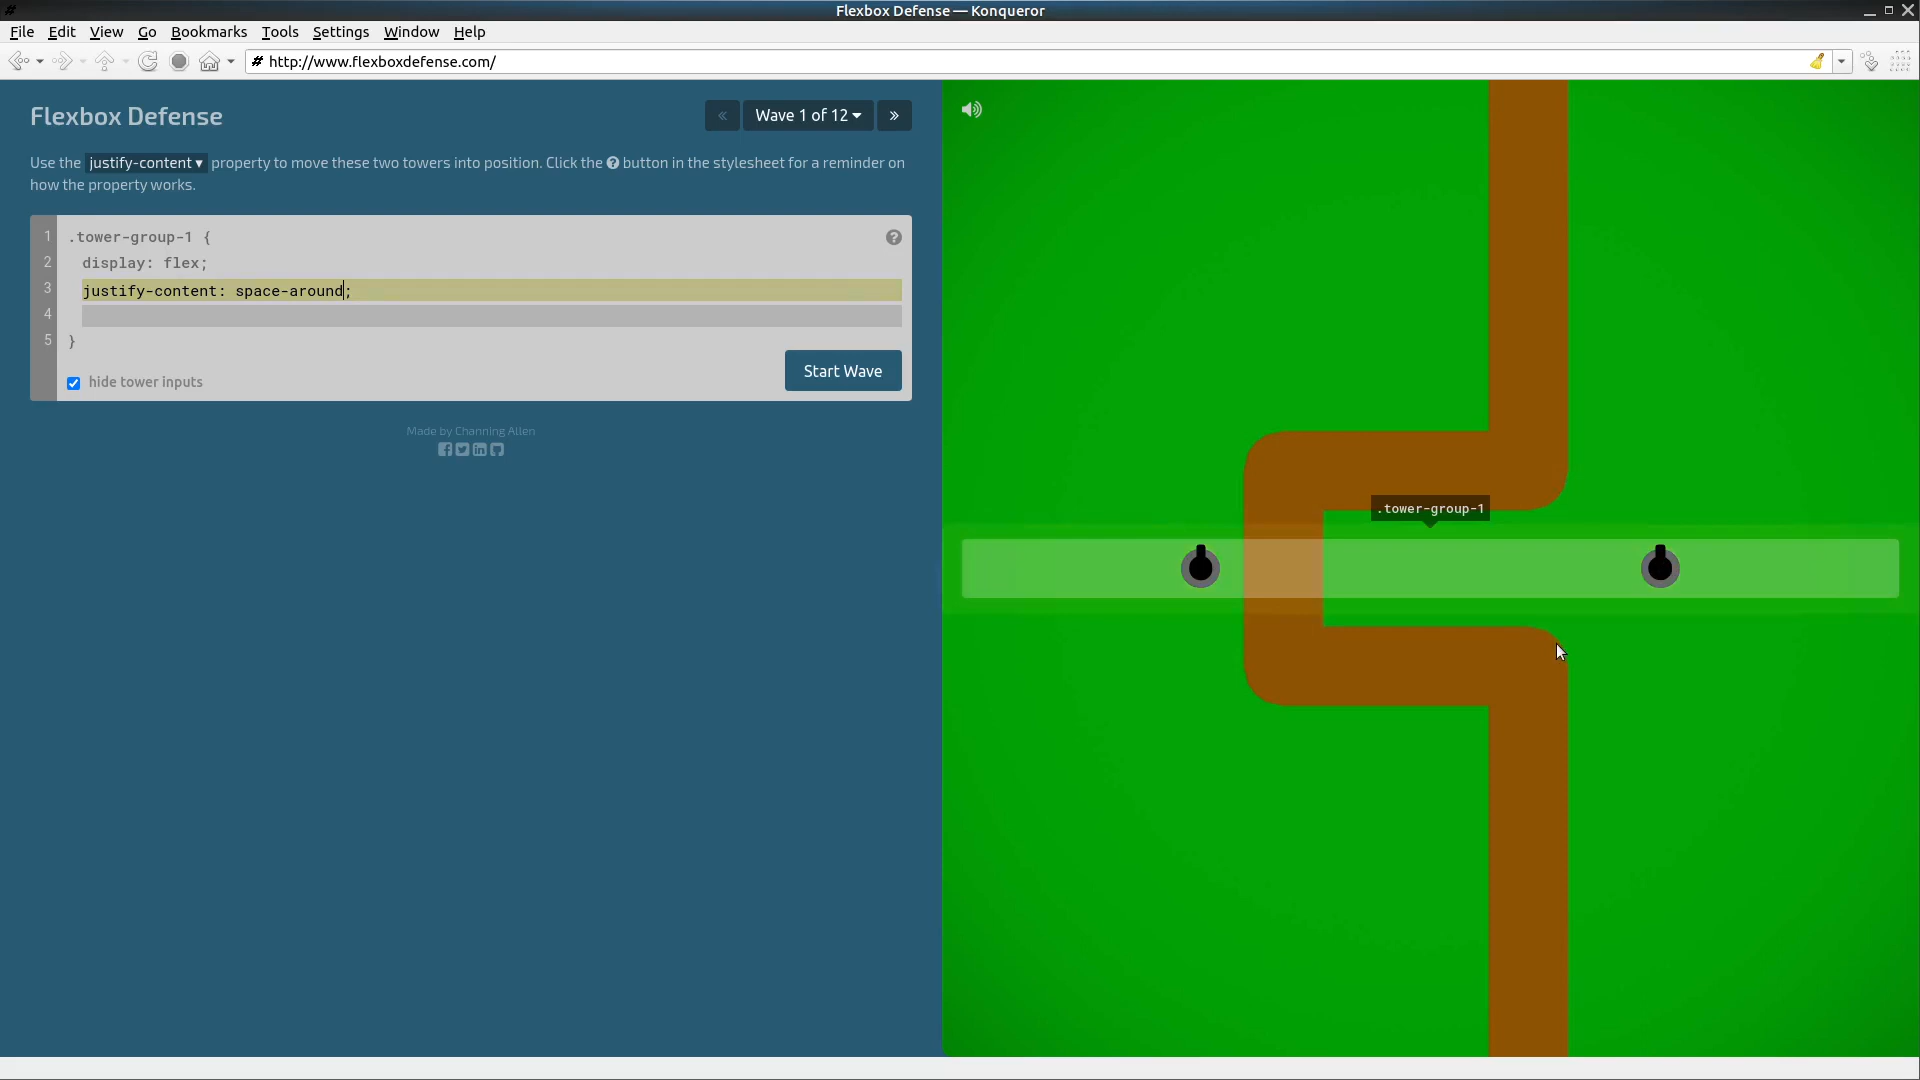 Flexbox Defense — Konqueror
File Edit View Go Bookmarks Tools Settings Window Help
http://www.flexboxdefense.com/
Flexbox Defense
« Wave 1 of 12 »
Use the justify-content ▾ property to move these two towers into position. Click the ? button in the stylesheet for a reminder on
how the property works.
1 .tower-group-1 {
2 display: flex;
3 justify-content: space-around;
4
5 }
hide tower inputs
Start Wave
Made by Channing Allen
.tower-group-1